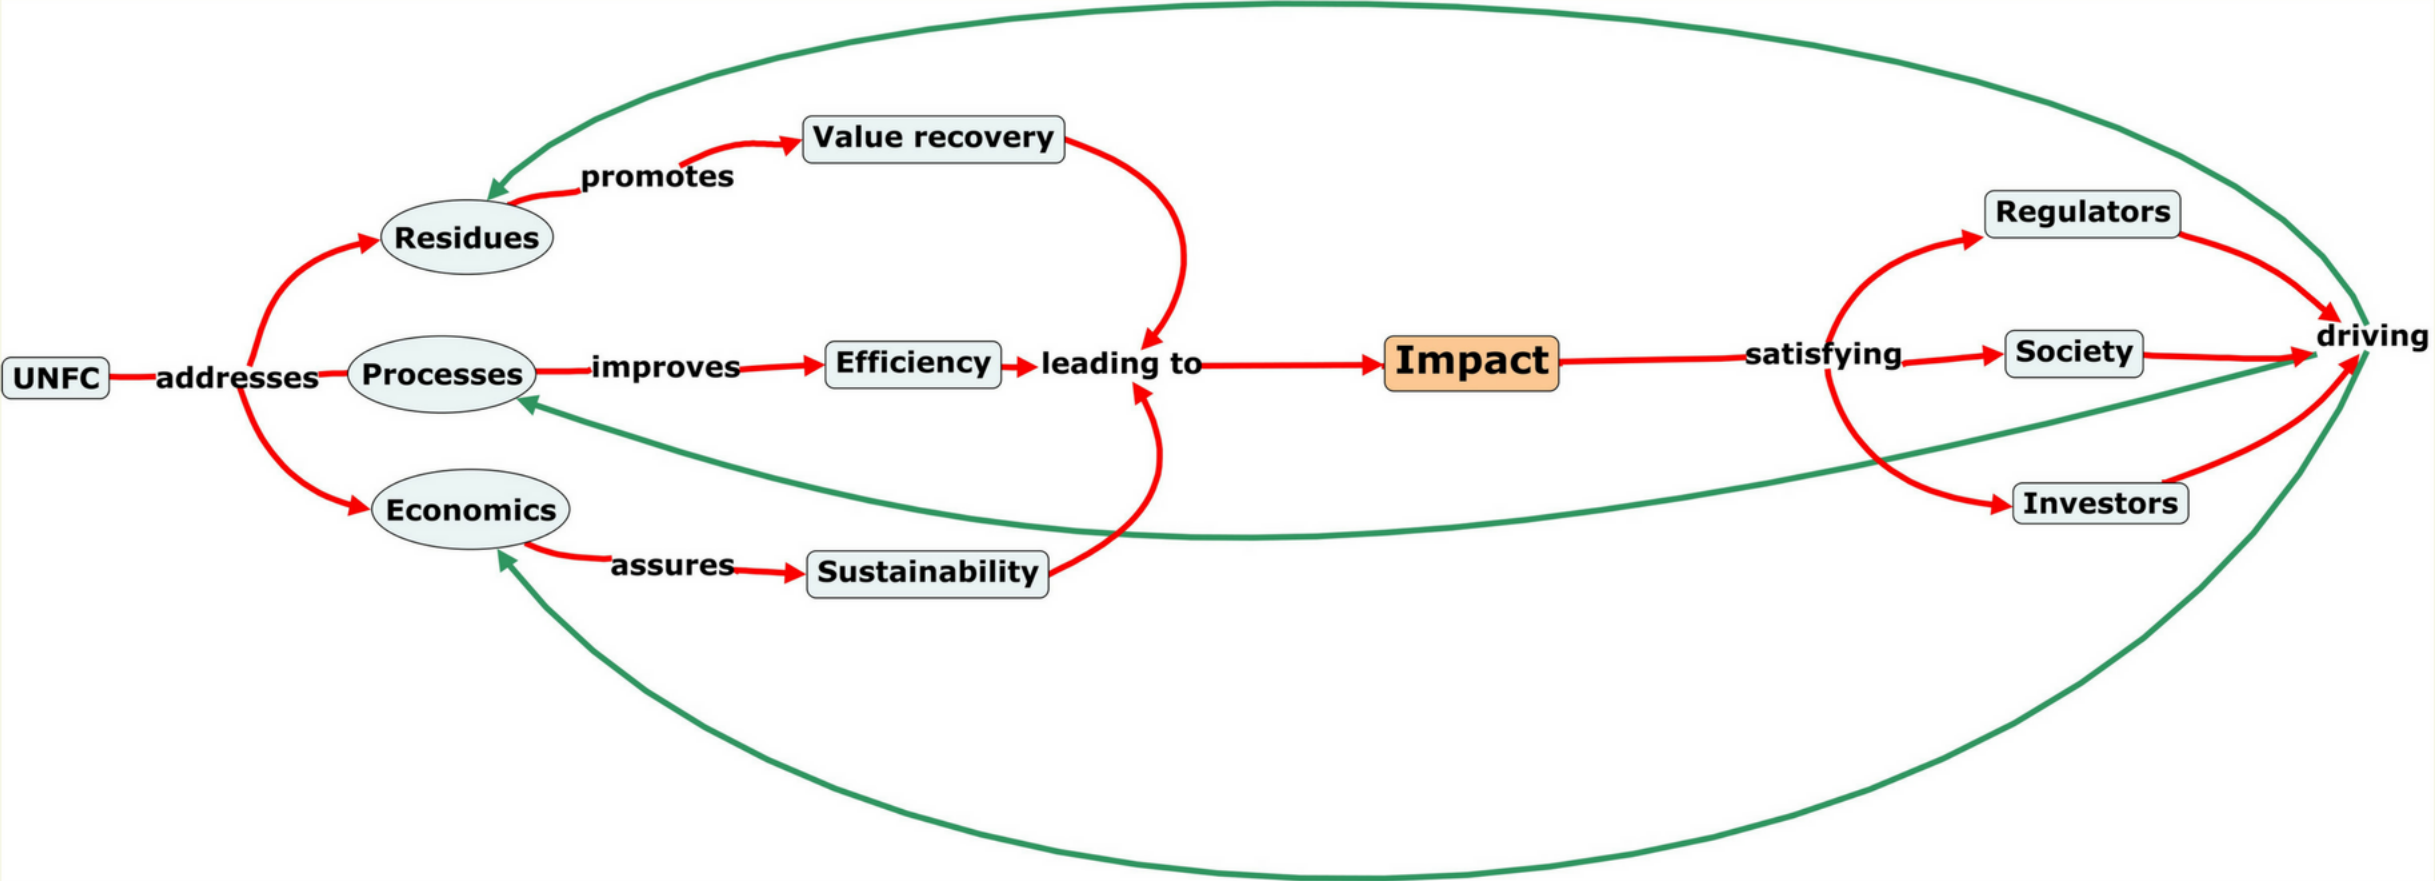 UNFC
addresses
Residues
promotes
Value recovery
Processes
improves
Efficiency
Economics
assures
Sustainability
leading to
Impact
satisfying
Regulators
Society
Investors
driving